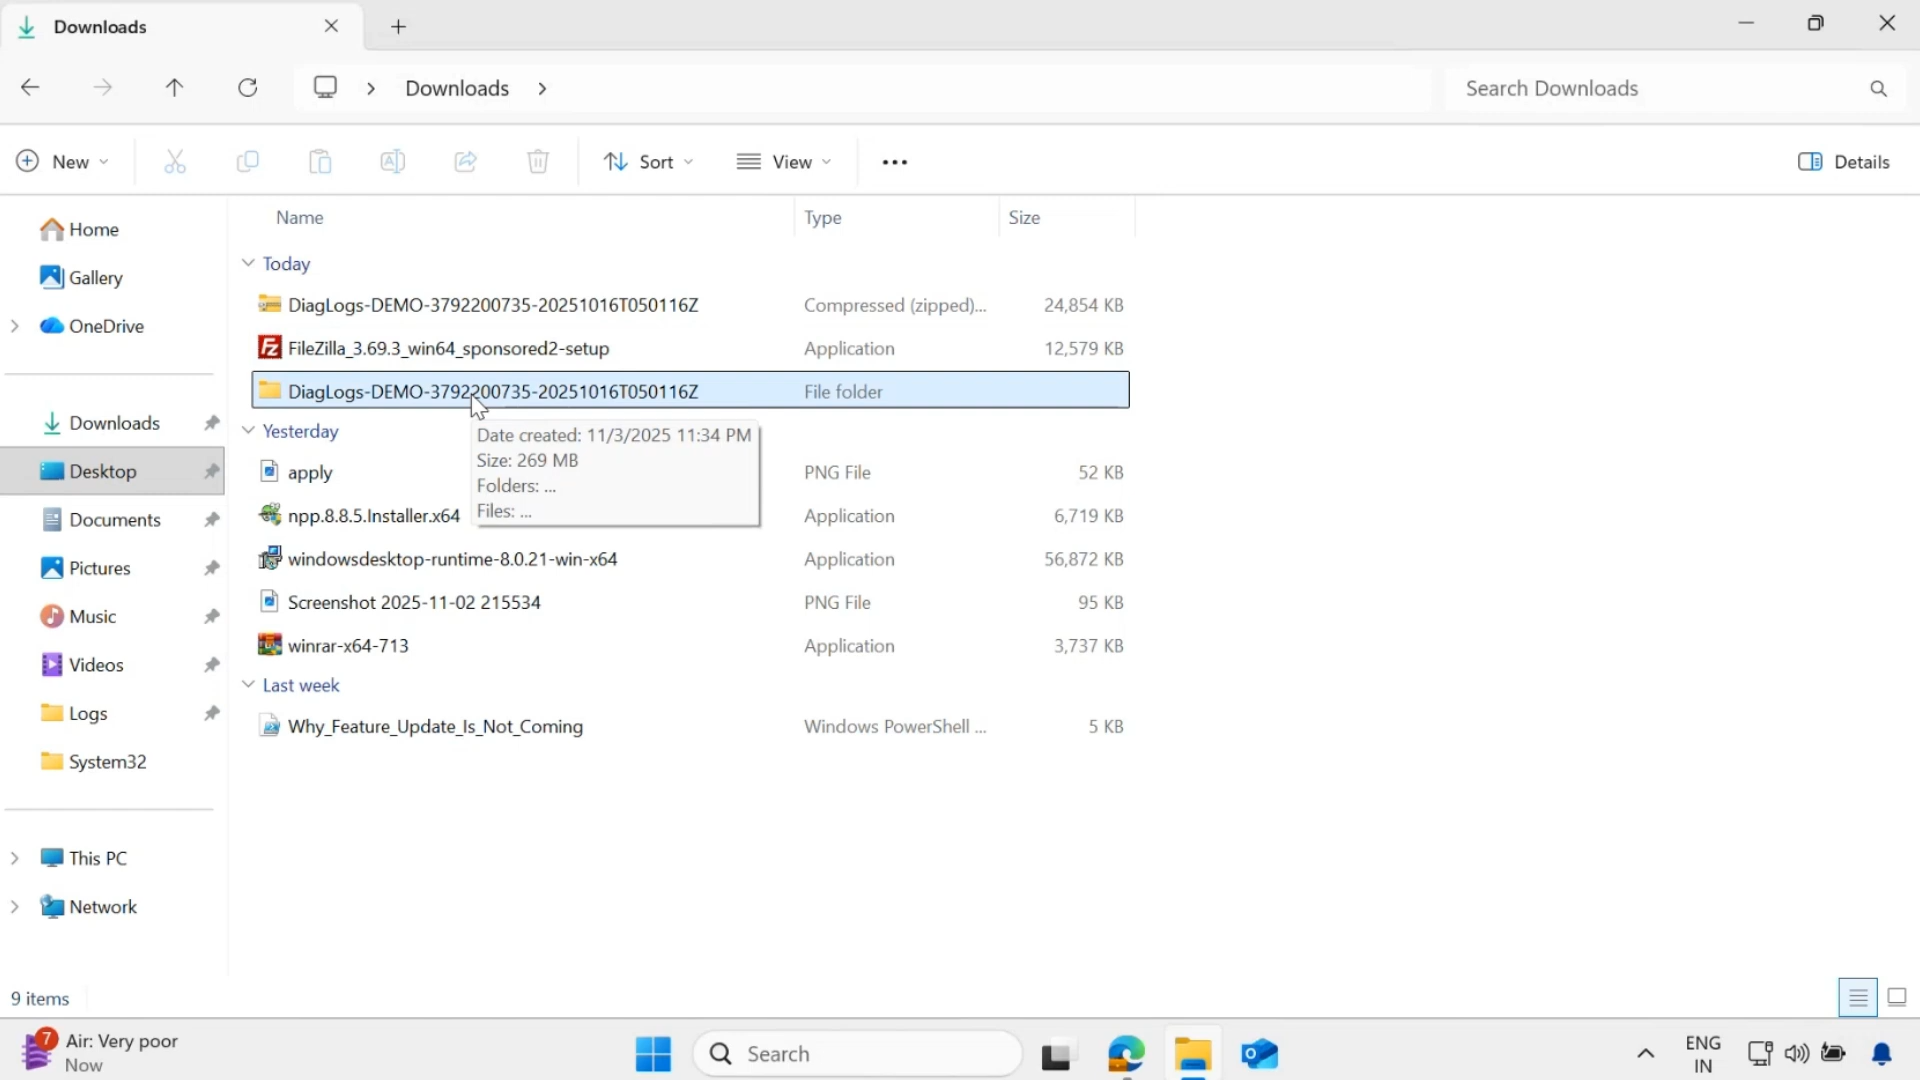 Downloads
Downloads
Search Downloads
New
Sort
View
Details
Home
Gallery
OneDrive
Downloads
Desktop
Documents
Pictures
Music
Videos
Logs
System32
This PC
Network
Name Type Size
Today
DiagLogs-DEMO-3792200735-20251016T050116Z Compressed (zipped)... 24,854 KB
FileZilla_3.69.3_win64_sponsored2-setup Application 12,579 KB
DiagLogs-DEMO-3792200735-20251016T050116Z File folder
Yesterday
Date created: 11/3/2025 11:34 PM
Size: 269 MB
Folders: ...
Files: ...
apply PNG File 52 KB
npp.8.8.5.Installer.x64 Application 6,719 KB
windowsdesktop-runtime-8.0.21-win-x64 Application 56,872 KB
Screenshot 2025-11-02 215534 PNG File 95 KB
winrar-x64-713 Application 3,737 KB
Last week
Why_Feature_Update_Is_Not_Coming Windows PowerShell ... 5 KB
9 items
7
Air: Very poor
Now
Search
ENG
IN